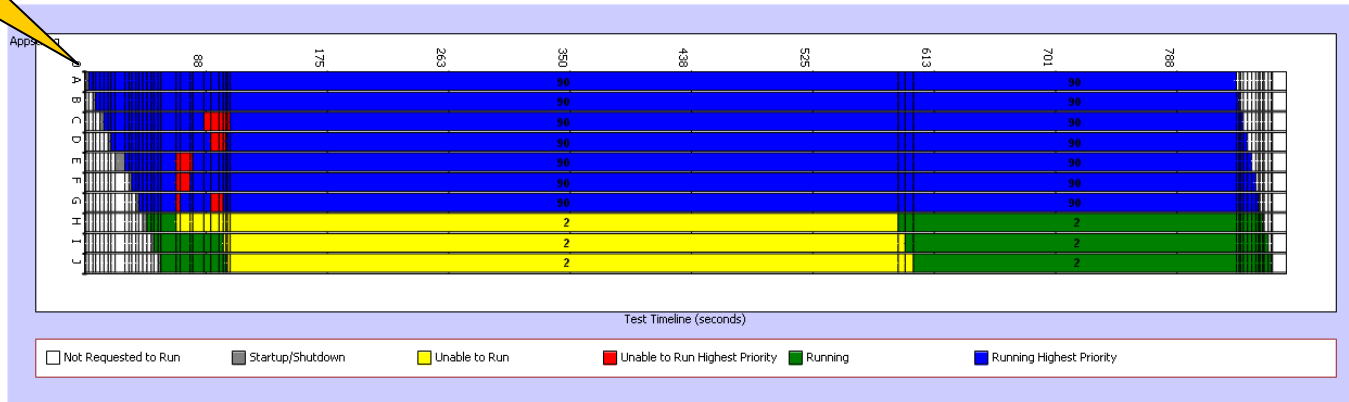 0 88 175 263 350 438 525 613 701 788
A 90 90
B 90 90
C 90 90
D 90 90
E 90 90
F 90 90
G 90 90
H 2 2
I 2 2
J 2 2
Test Timeline (seconds)
Not Requested to Run Startup/Shutdown Unable to Run Unable to Run Highest Priority Running Running Highest Priority